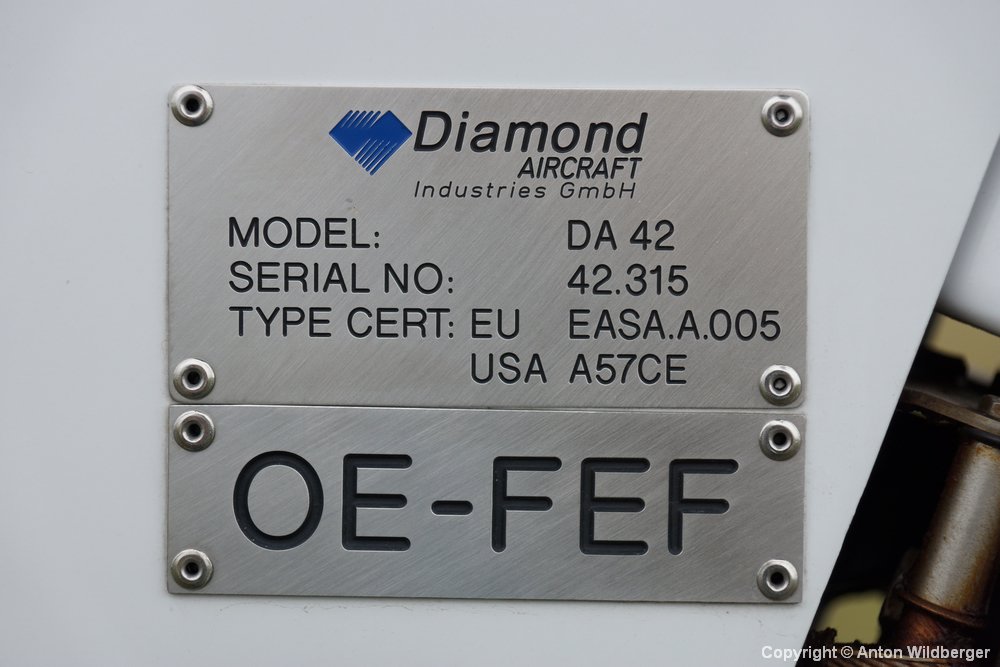 Diamond
AIRCRAFT
Industries GmbH
MODEL: DA 42
SERIAL NO: 42.315
TYPE CERT: EU EASA.A.005
USA A57CE
OE-FEF
Copyright © Anton Wildberger